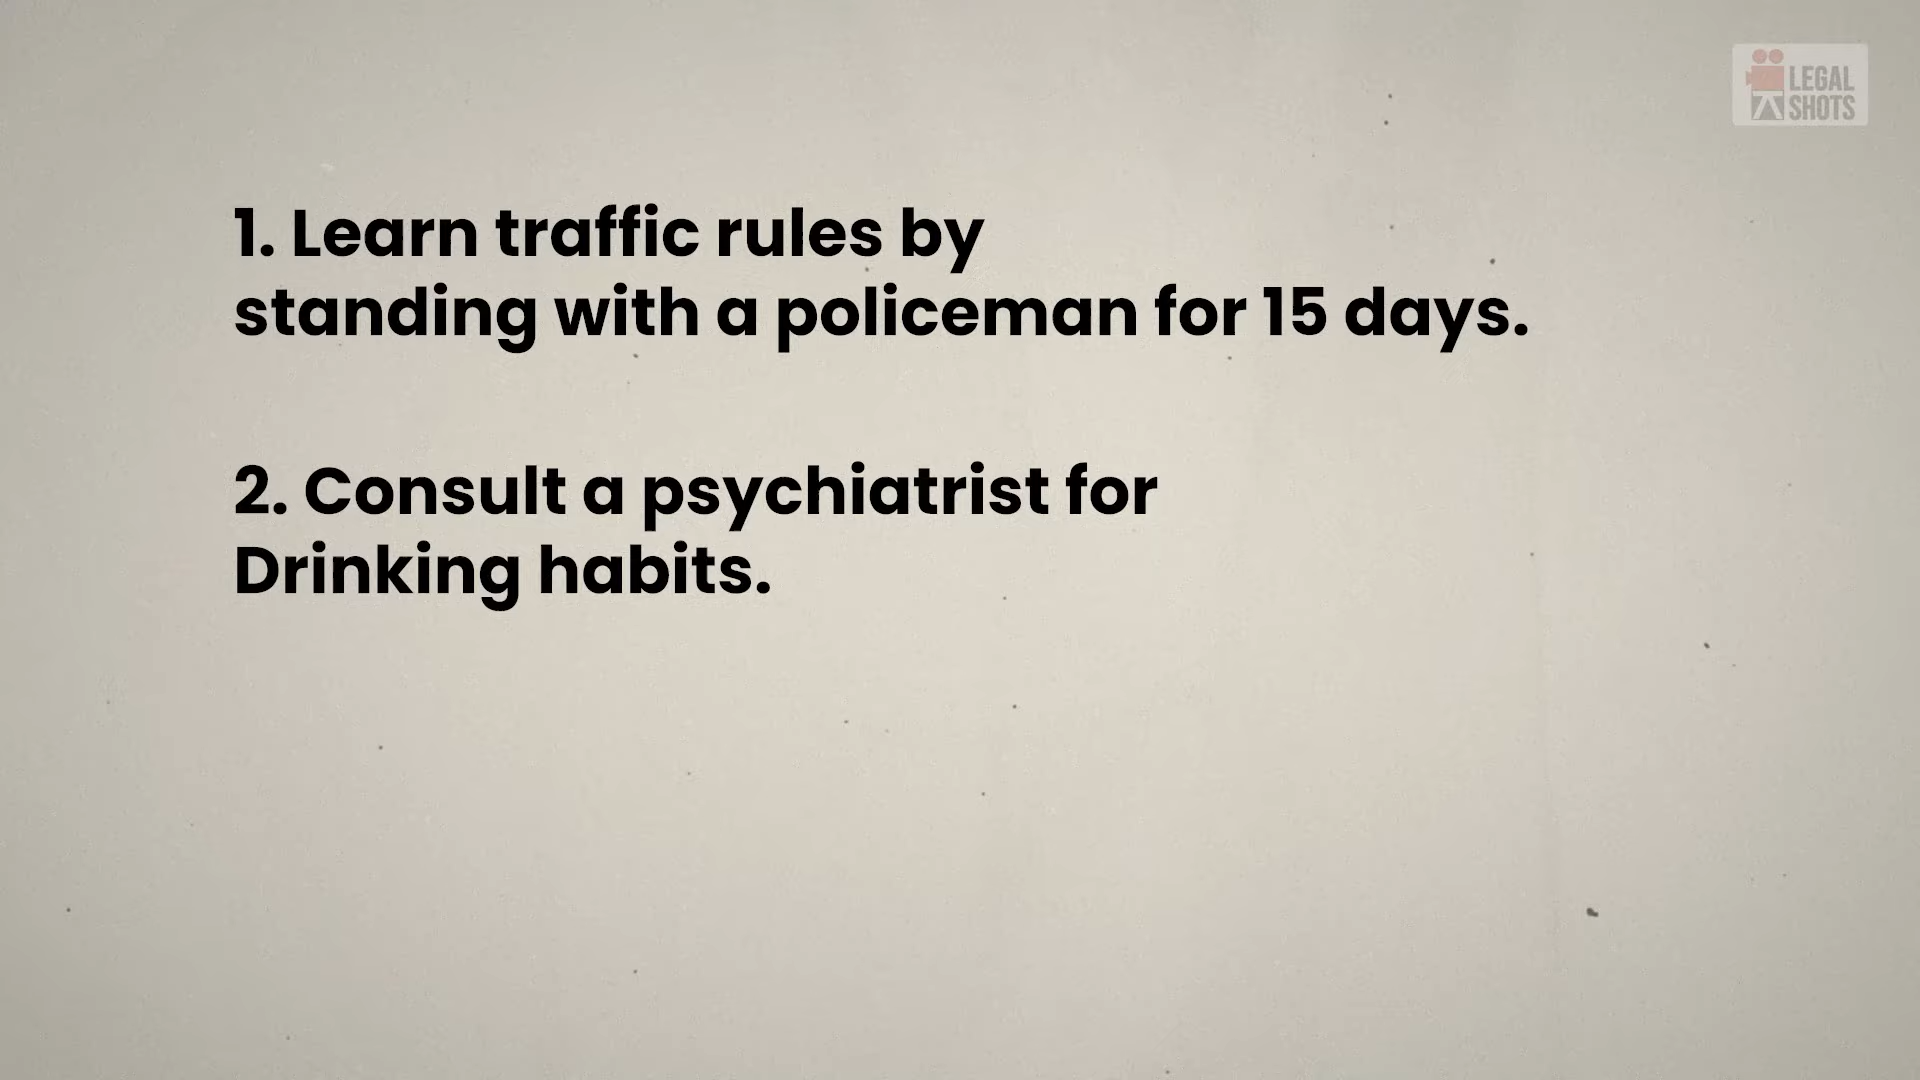 LEGAL
SHOTS
1. Learn traffic rules by
standing with a policeman for 15 days.
2. Consult a psychiatrist for
Drinking habits.